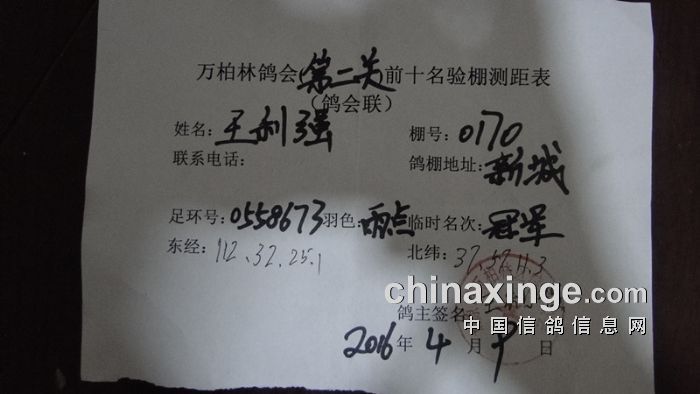 万柏林鸽会(第二关)前十名验棚测距表
（鸽会联）
姓名：王利强 棚号：0170
联系电话： 鸽棚地址：新城
足环号：0558673 羽色：雨点 临时名次：冠军
东经：112.32.25.1 北纬：37.52.11.3
chinaxinge.com
鸽主签名
中国信鸽信息网
2016年4月9日